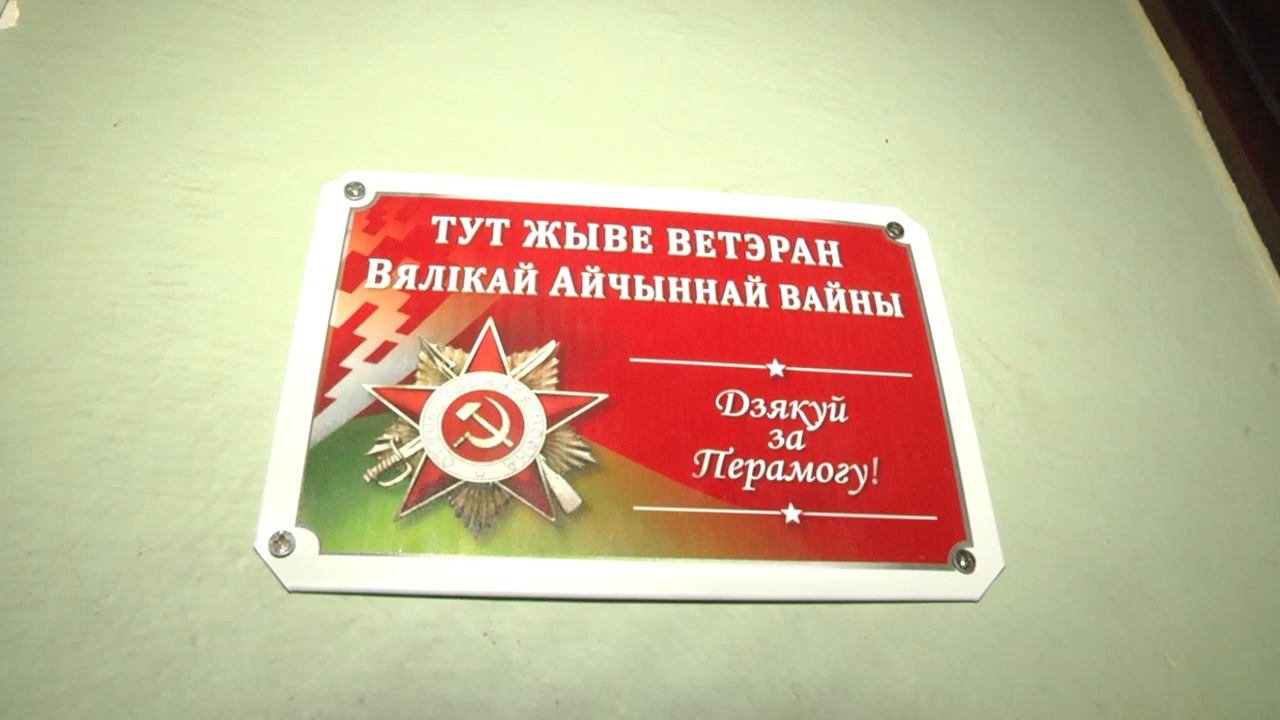 ТУТ ЖЫВЕ ВЕТЭРАН
ВЯЛІКАЙ АЙЧЫННАЙ ВАЙНЫ
Дзякуй
за
Перамогу!